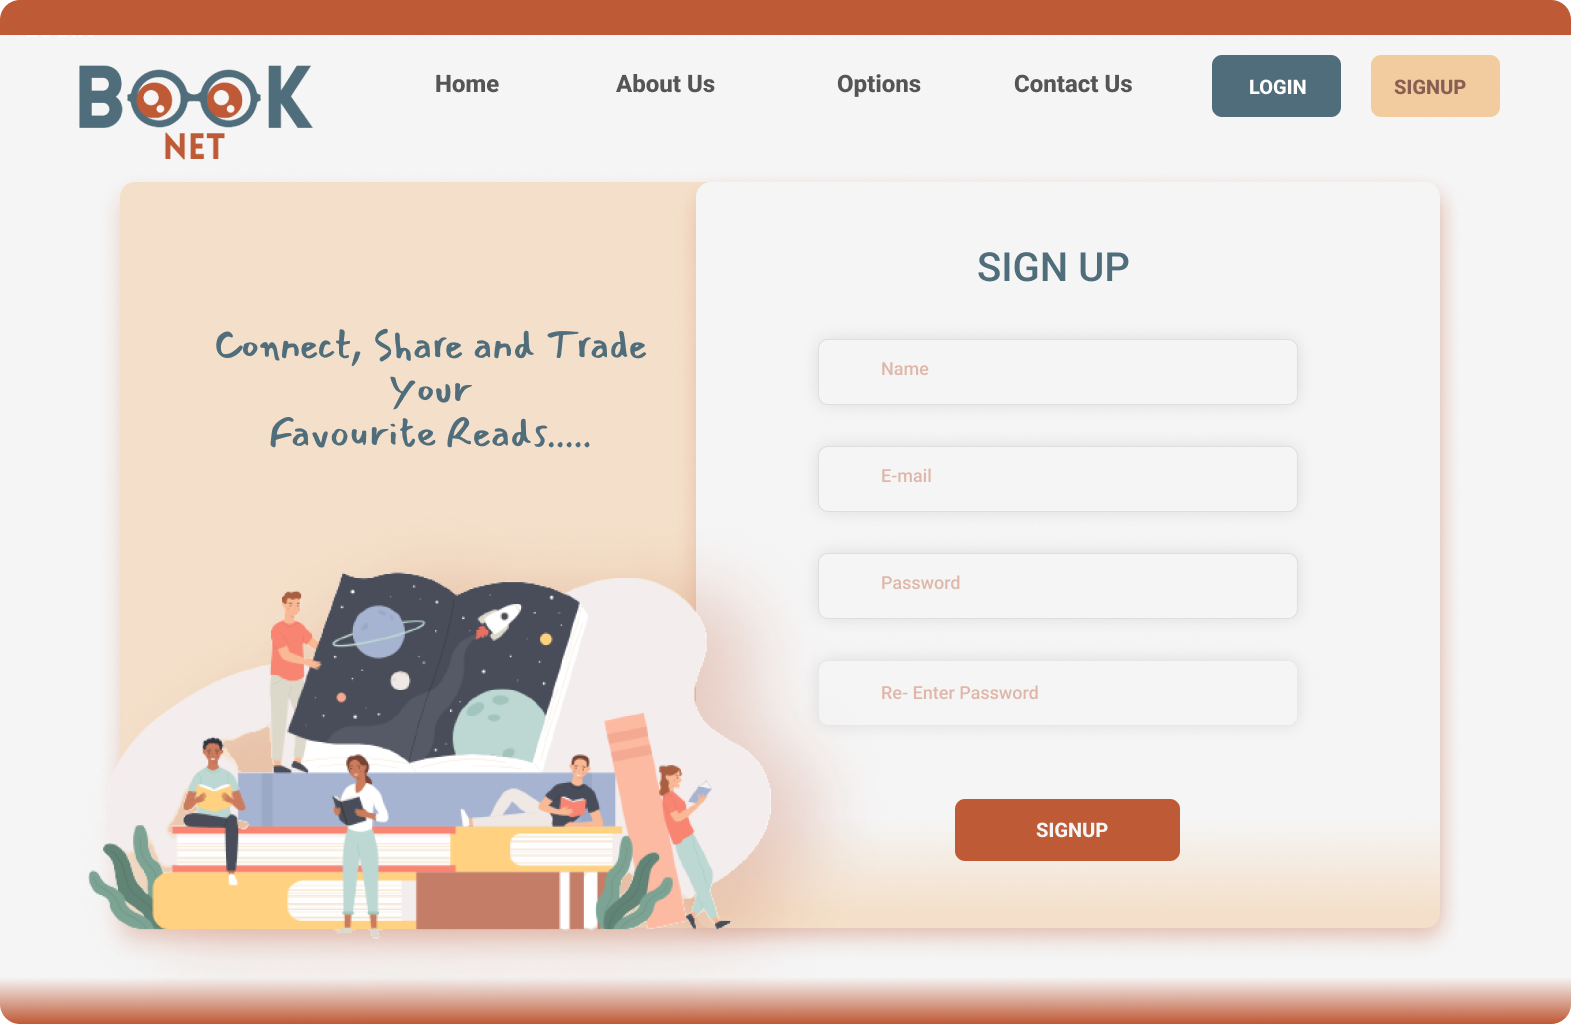 BOOK
NET
Home
About Us
Options
Contact Us
LOGIN
SIGNUP
Connect, Share and Trade
Your
Favourite Reads.....
SIGN UP
Name
E-mail
Password
Re- Enter Password
SIGNUP